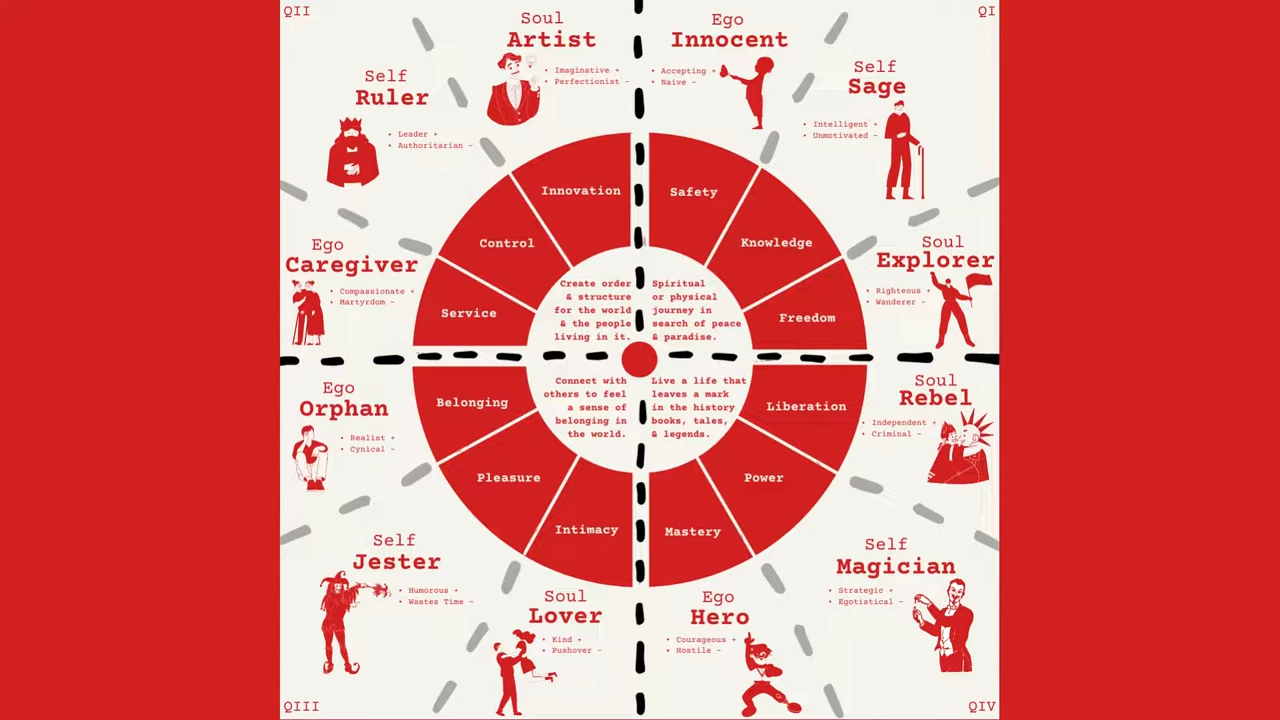 QII
QI
Soul
Artist
• Imaginative +
• Perfectionist -
Ego
Innocent
• Accepting +
• Naive -
Self
Ruler
• Leader +
• Authoritarian -
Self
Sage
• Intelligent +
• Unmotivated -
Ego
Caregiver
• Compassionate +
• Martyrdom -
Soul
Explorer
• Righteous +
• Wanderer -
Innovation
Safety
Control
Knowledge
Service
Freedom
Create order
& structure
for the world
& the people
living in it.
Spiritual
or physical
journey in
search of peace
& paradise.
Connect with
others to feel
a sense of
belonging in
the world.
Live a life that
leaves a mark
in the history
books, tales,
& legends.
Belonging
Liberation
Pleasure
Power
Intimacy
Mastery
Ego
Orphan
• Realist +
• Cynical -
Soul
Rebel
• Independent +
• Criminal -
Self
Jester
• Humorous +
• Wastes Time -
Self
Magician
• Strategic +
• Egotistical -
Soul
Lover
• Kind +
• Pushover -
Ego
Hero
• Courageous +
• Hostile -
QIII
QIV